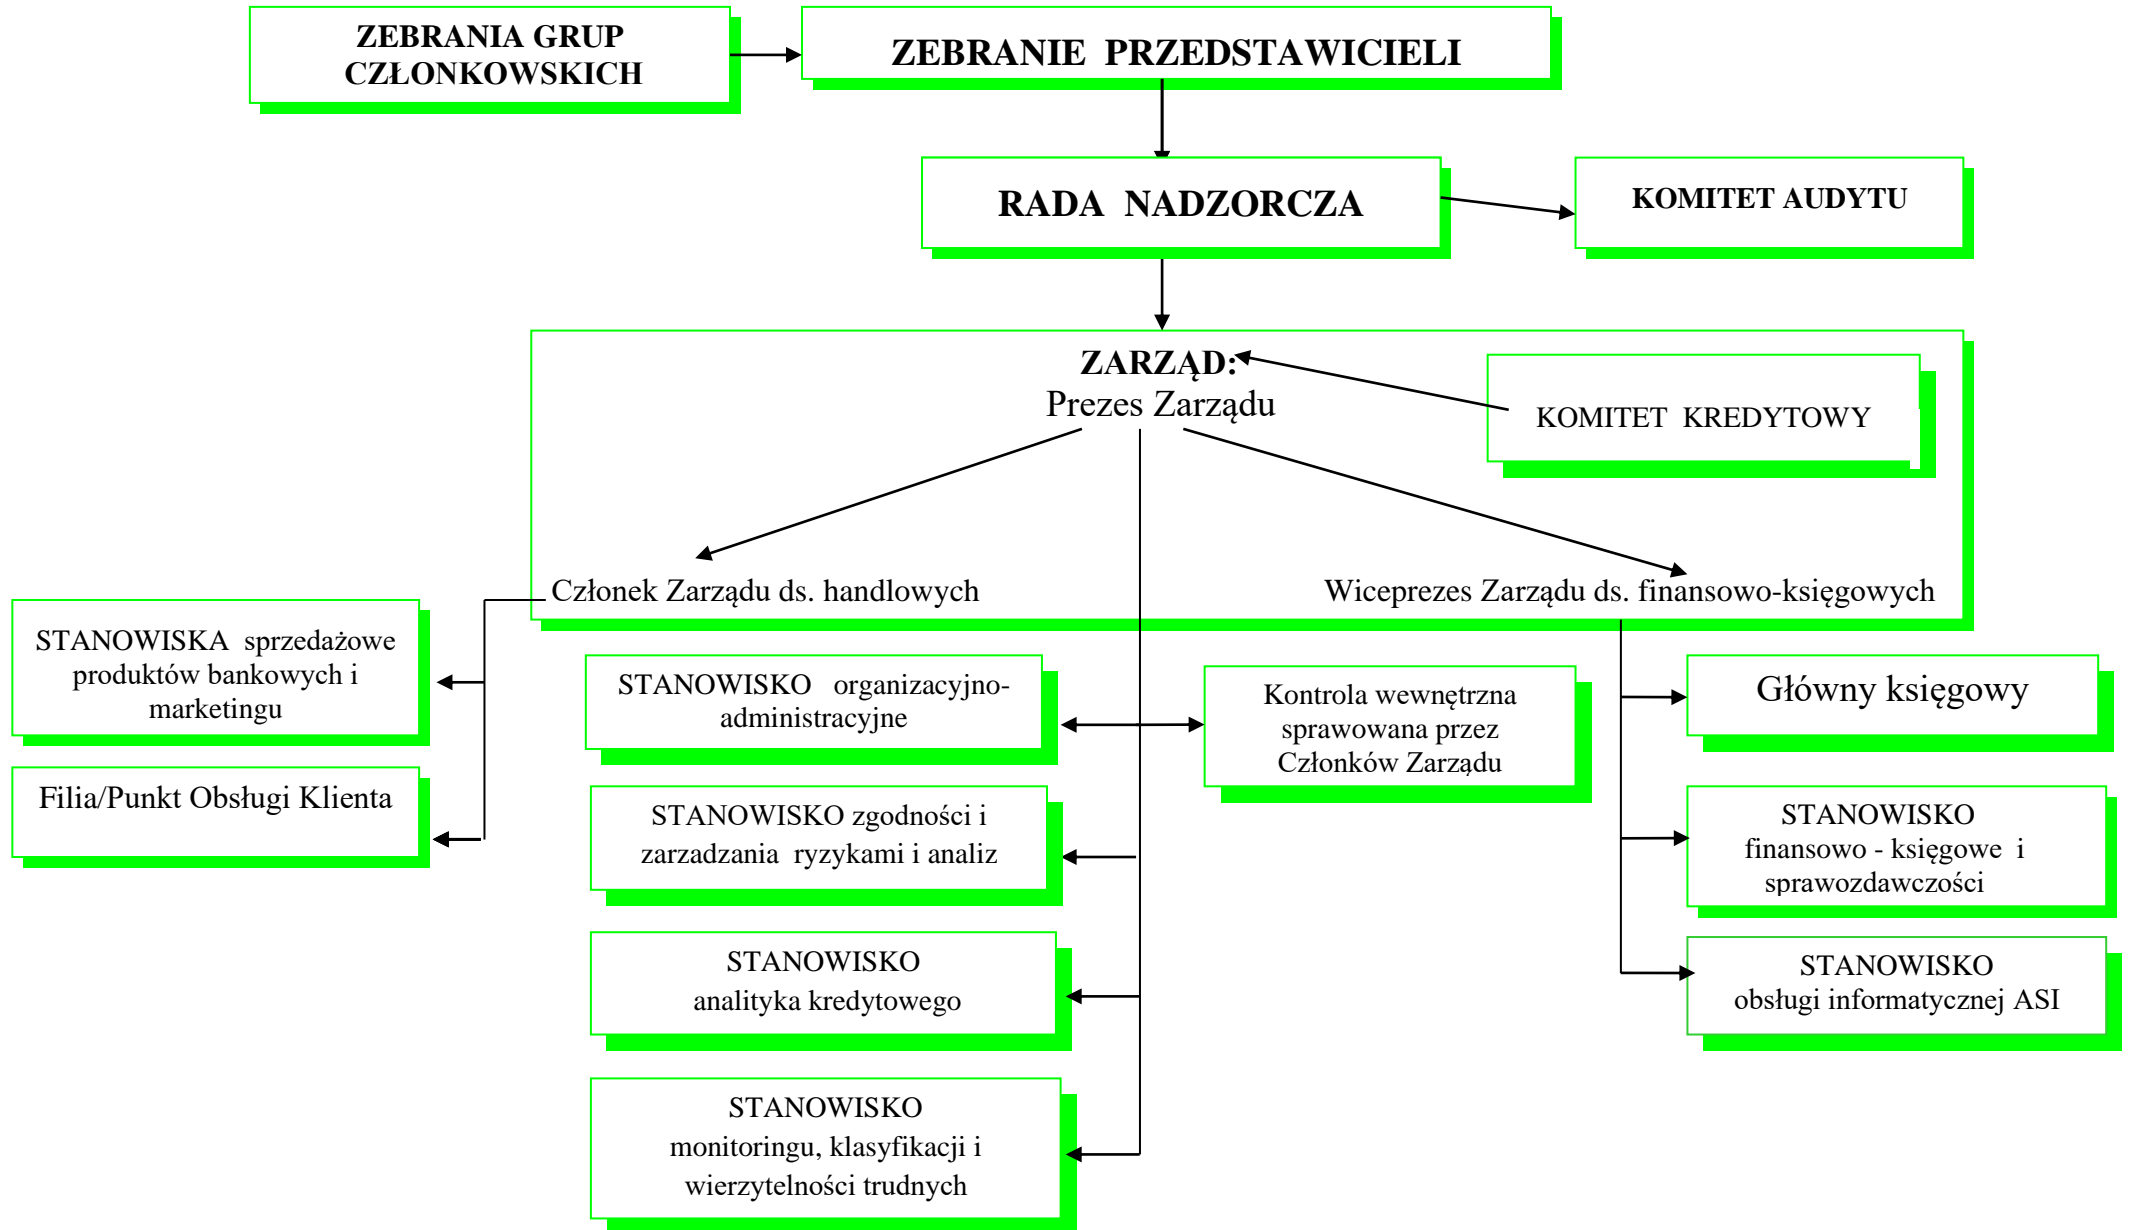 ZEBRANIA GRUP
CZŁONKOWSKICH
ZEBRANIE PRZEDSTAWICIELI
RADA NADZORCZA
KOMITET AUDYTU
ZARZĄD:
Prezes Zarządu
KOMITET KREDYTOWY
Członek Zarządu ds. handlowych
Wiceprezes Zarządu ds. finansowo-księgowych
STANOWISKA sprzedażowe
produktów bankowych i
marketingu
Filia/Punkt Obsługi Klienta
STANOWISKO organizacyjno-
administracyjne
Kontrola wewnętrzna
sprawowana przez
Członków Zarządu
STANOWISKO zgodności i
zarzadzania ryzykami i analiz
STANOWISKO
analityka kredytowego
STANOWISKO
monitoringu, klasyfikacji i
wierzytelności trudnych
Główny księgowy
STANOWISKO
finansowo - księgowe i
sprawozdawczości
STANOWISKO
obsługi informatycznej ASI